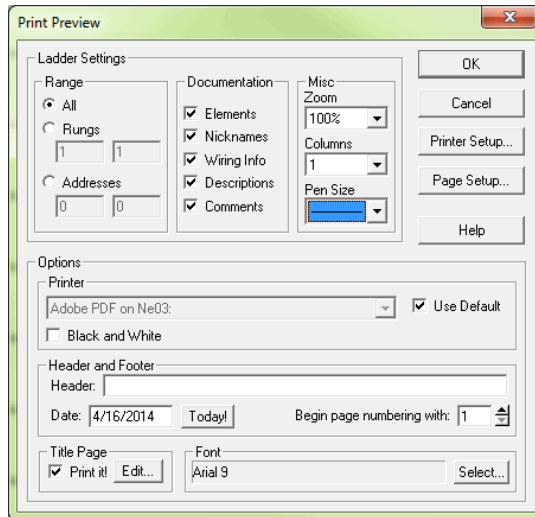 Print Preview
Ladder Settings
Range
All
Rungs
1 1
Addresses
0 0
Documentation
Elements
Nicknames
Wiring Info
Descriptions
Comments
Misc
Zoom
100%
Columns
1
Pen Size
OK
Cancel
Printer Setup...
Page Setup...
Help
Options
Printer
Adobe PDF on Ne03:
Use Default
Black and White
Header and Footer
Header:
Date: 4/16/2014 Today! Begin page numbering with: 1
Title Page
Print it! Edit...
Font
Arial 9 Select...